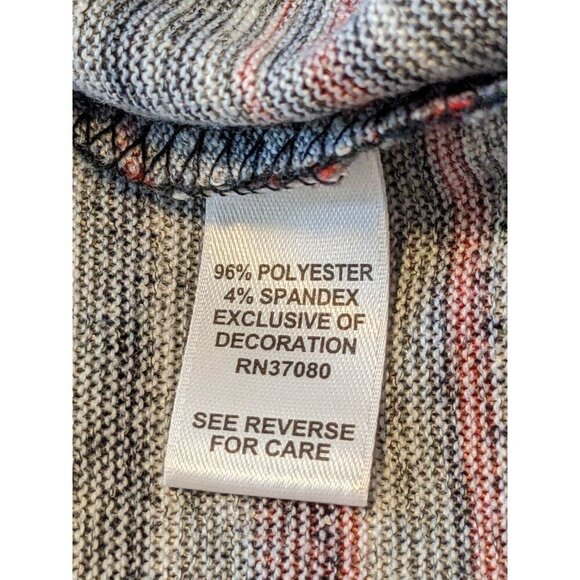 96% POLYESTER
4% SPANDEX
EXCLUSIVE OF
DECORATION
RN37080
SEE REVERSE
FOR CARE